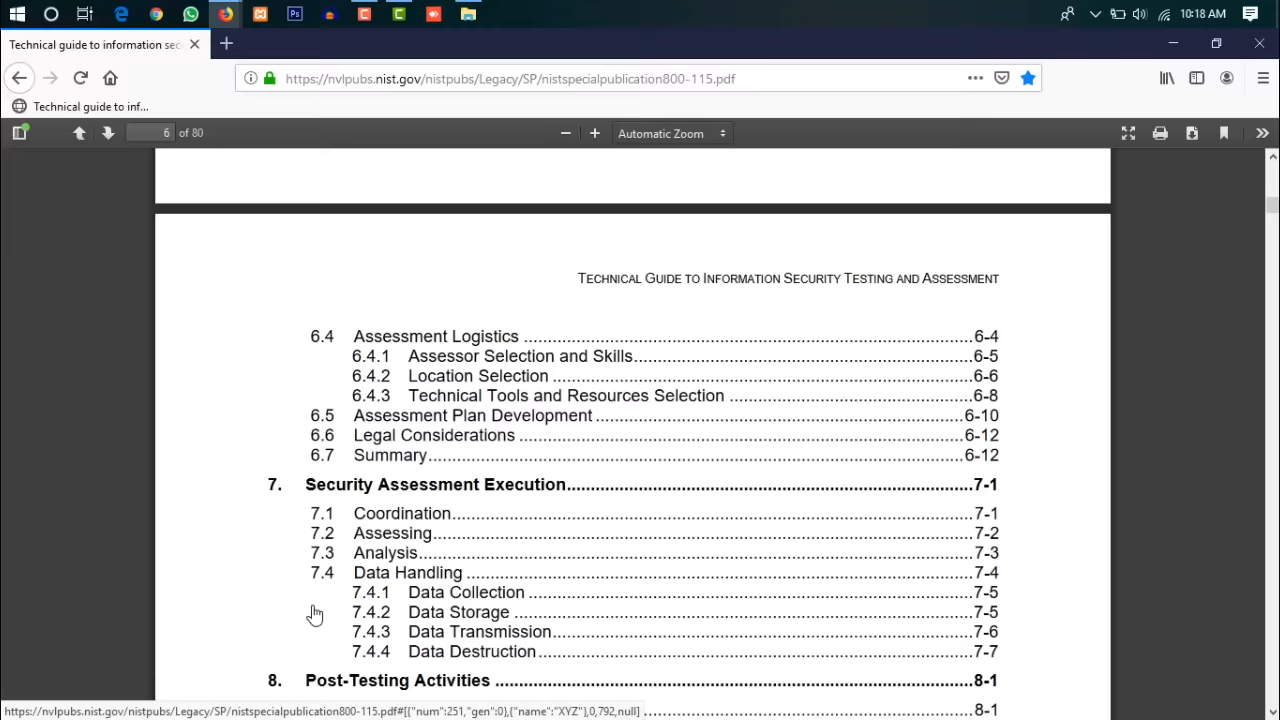 10:18 AM
Technical guide to information sec
https://nvlpubs.nist.gov/nistpubs/Legacy/SP/nistspecialpublication800-115.pdf
Technical guide to inf...
6 of 80
Automatic Zoom
TECHNICAL GUIDE TO INFORMATION SECURITY TESTING AND ASSESSMENT
6.4 Assessment Logistics ........ 6-4
6.4.1 Assessor Selection and Skills........ 6-5
6.4.2 Location Selection ........ 6-6
6.4.3 Technical Tools and Resources Selection ........ 6-8
6.5 Assessment Plan Development ........ 6-10
6.6 Legal Considerations ........ 6-12
6.7 Summary........ 6-12
7. Security Assessment Execution........ 7-1
7.1 Coordination........ 7-1
7.2 Assessing........ 7-2
7.3 Analysis........ 7-3
7.4 Data Handling ........ 7-4
7.4.1 Data Collection ........ 7-5
7.4.2 Data Storage ........ 7-5
7.4.3 Data Transmission........ 7-6
7.4.4 Data Destruction........ 7-7
8. Post-Testing Activities ........ 8-1
8-1
https://nvlpubs.nist.gov/nistpubs/Legacy/SP/nistspecialpublication800-115.pdf#[{"num":251,"gen":0},{"name":"XYZ"},0,792,null]